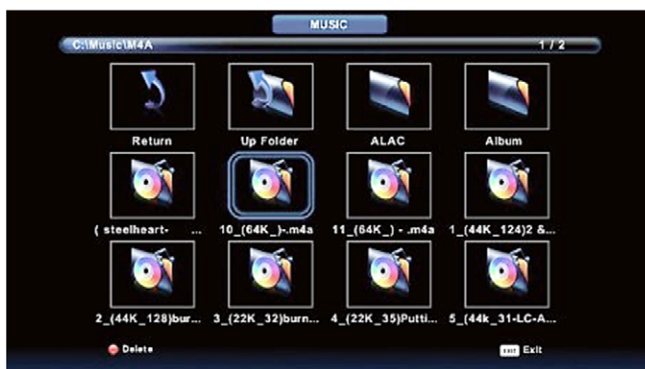 MUSIC
C:\Music\M4A 1 / 2
Return Up Folder ALAC Album
( steelheart- ... 10_(64K_)-.m4a 11_(64K_) - .m4a 1_(44K_124)2 &...
2_(44K_128)bur... 3_(22K_32)burn... 4_(22K_35)Putti... 5_(44k_31-LC-A...
Delete EXIT Exit